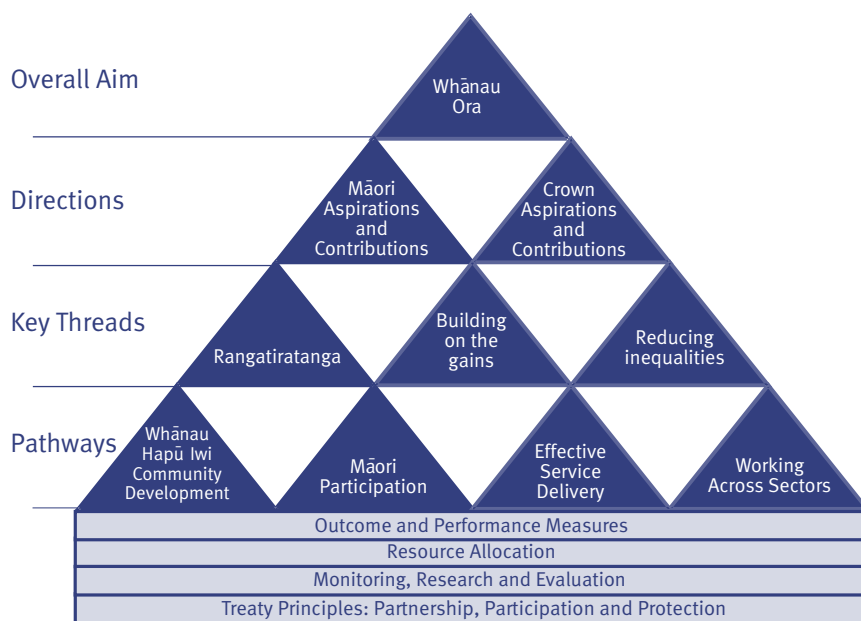 Overall Aim
Whānau
Ora
Directions
Māori
Aspirations
and
Contributions
Crown
Aspirations
and
Contributions
Key Threads
Rangatiratanga
Building
on the
gains
Reducing
inequalities
Pathways
Whānau
Hapū Iwi
Community
Development
Māori
Participation
Effective
Service
Delivery
Working
Across Sectors
Outcome and Performance Measures
Resource Allocation
Monitoring, Research and Evaluation
Treaty Principles: Partnership, Participation and Protection